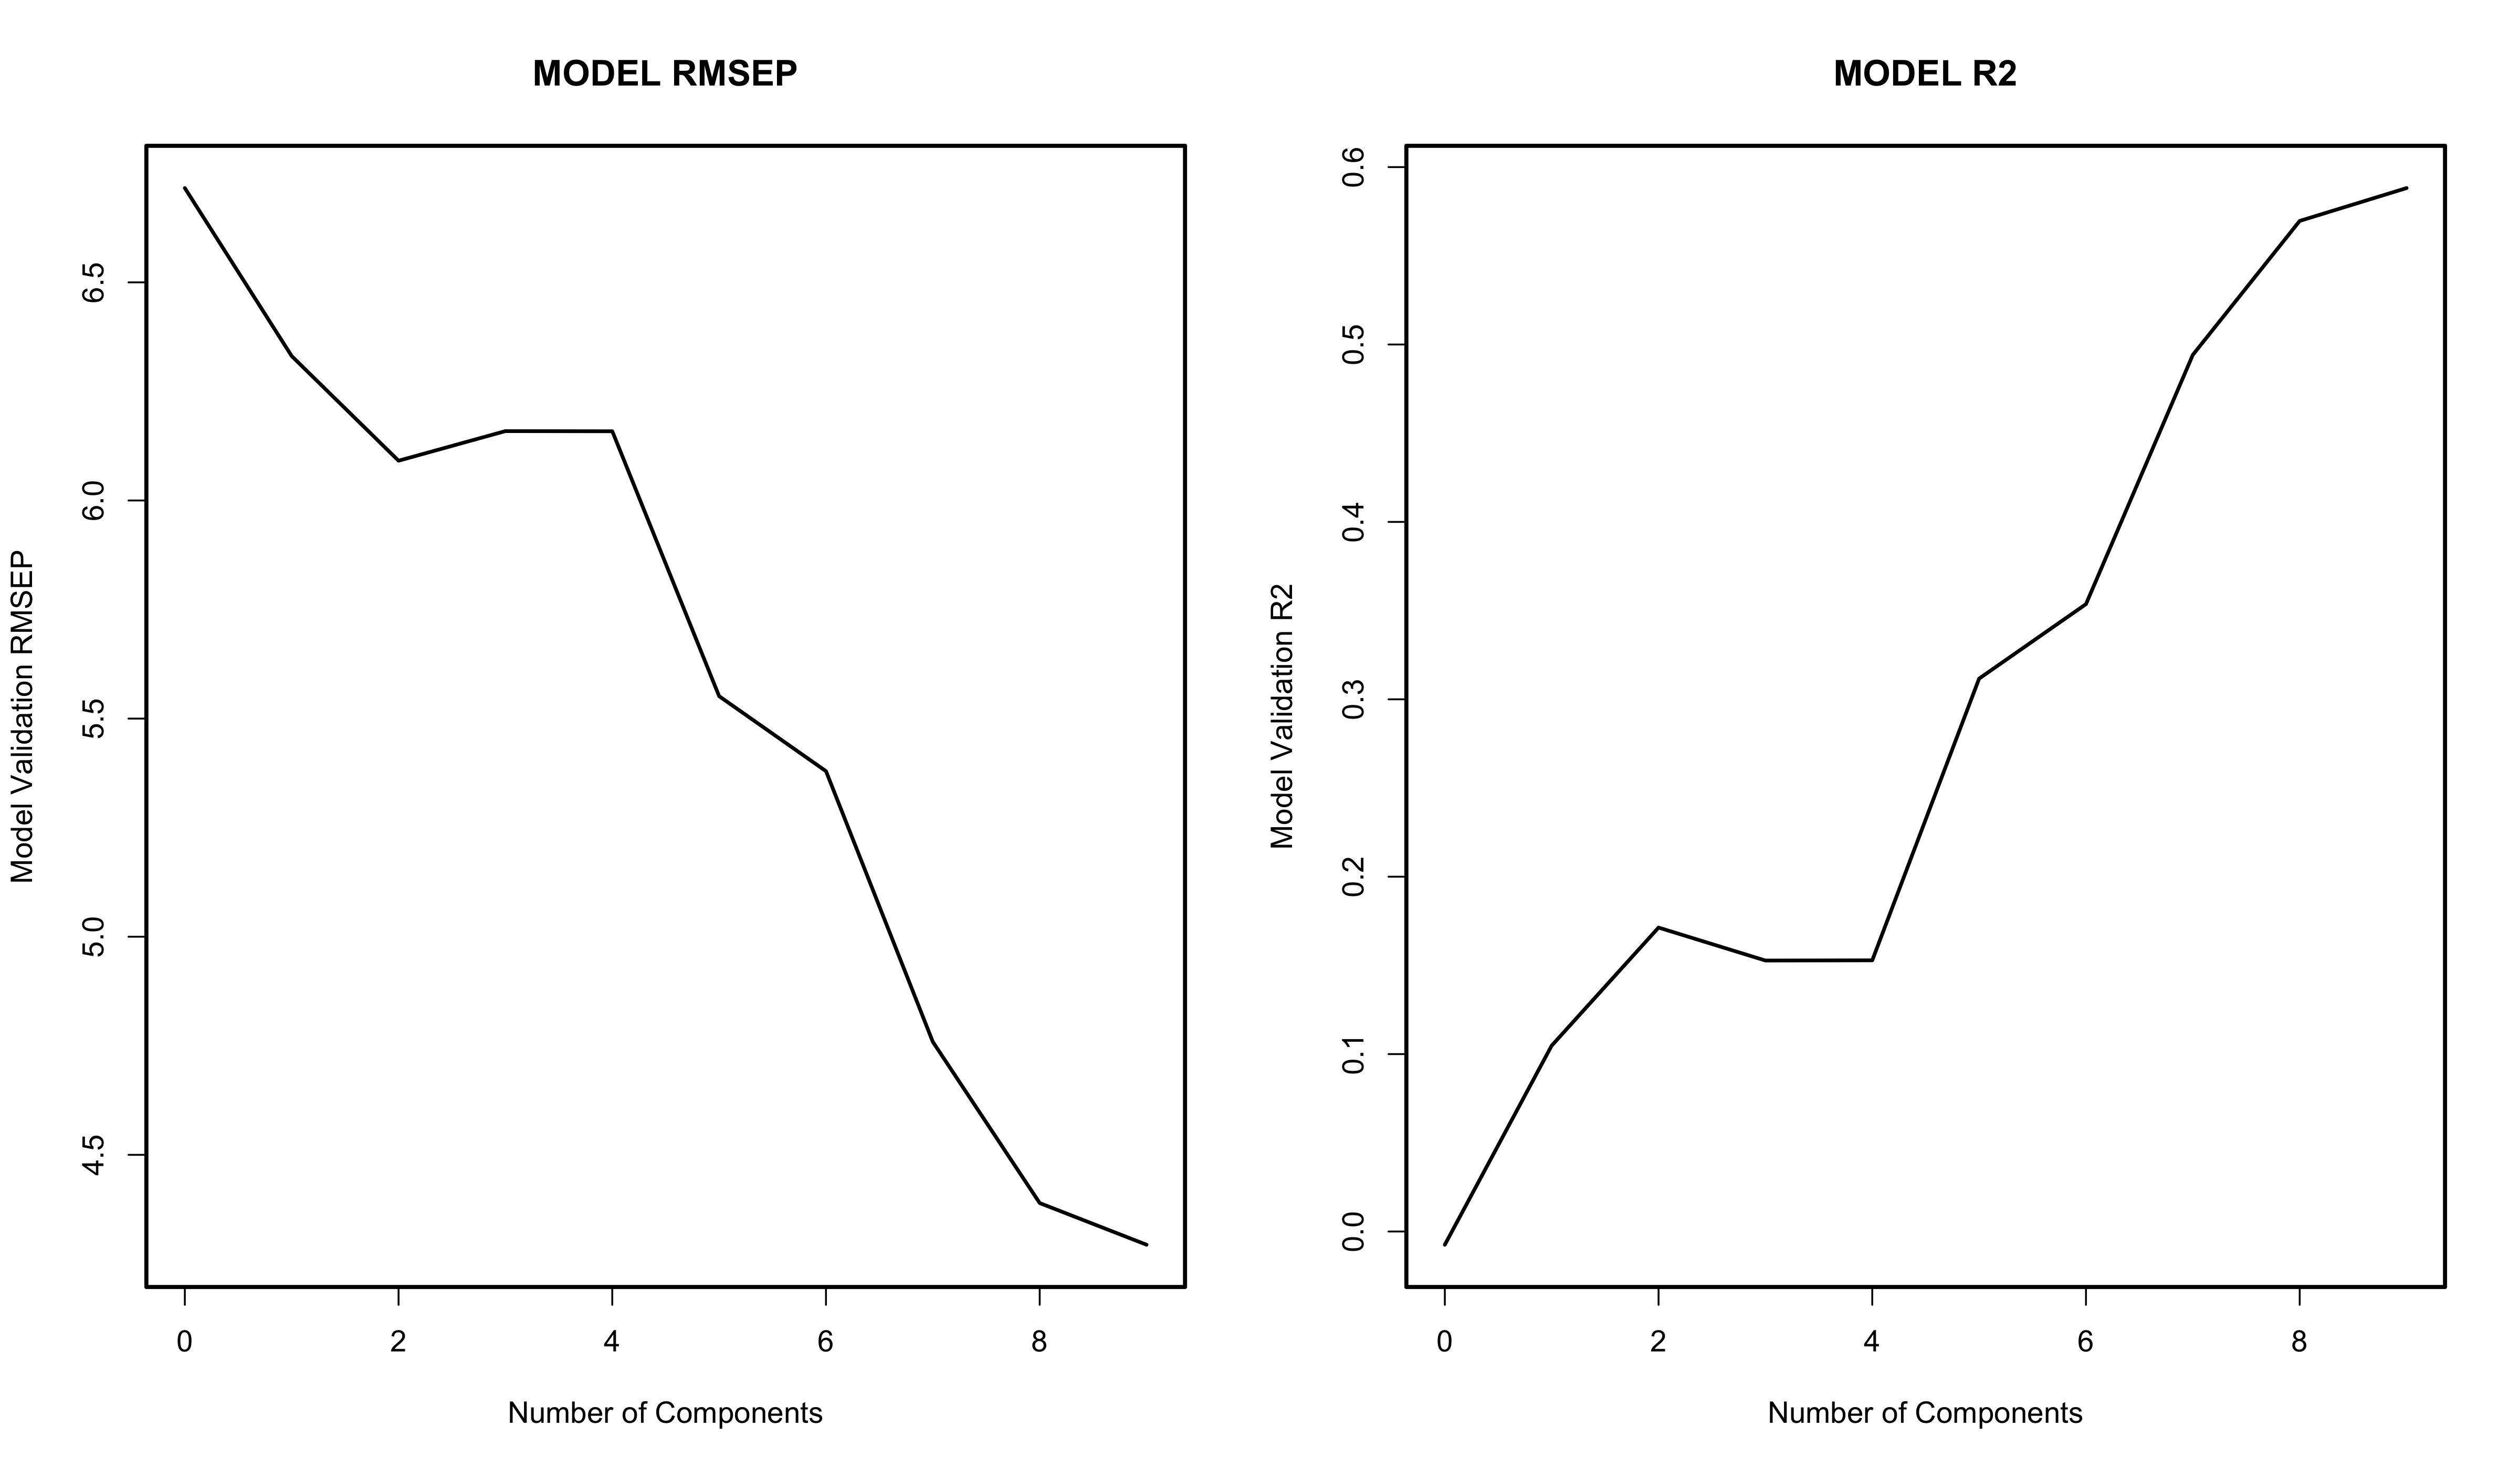 MODEL RMSEP
Model Validation RMSEP
6.5
6.0
5.5
5.0
4.5
0 2 4 6 8
Number of Components
MODEL R2
Model Validation R2
0.6
0.5
0.4
0.3
0.2
0.1
0.0
0 2 4 6 8
Number of Components